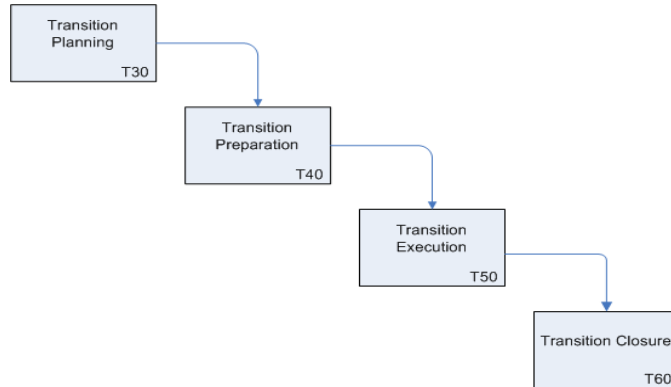 Transition
Planning
T30
Transition
Preparation
T40
Transition
Execution
T50
Transition Closure
T60